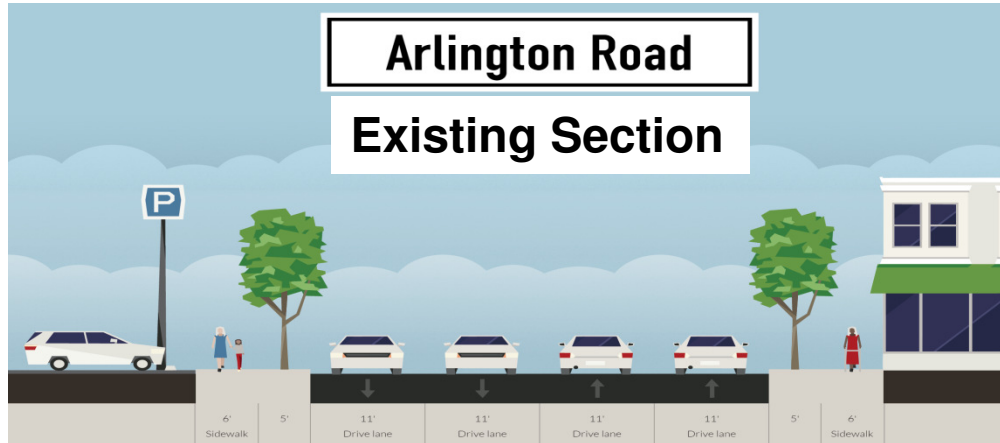 Arlington Road
Existing Section
P
6' 5' 11' 11' 11' 11' 5' 6'
Sidewalk Drive lane Drive lane Drive lane Drive lane Sidewalk